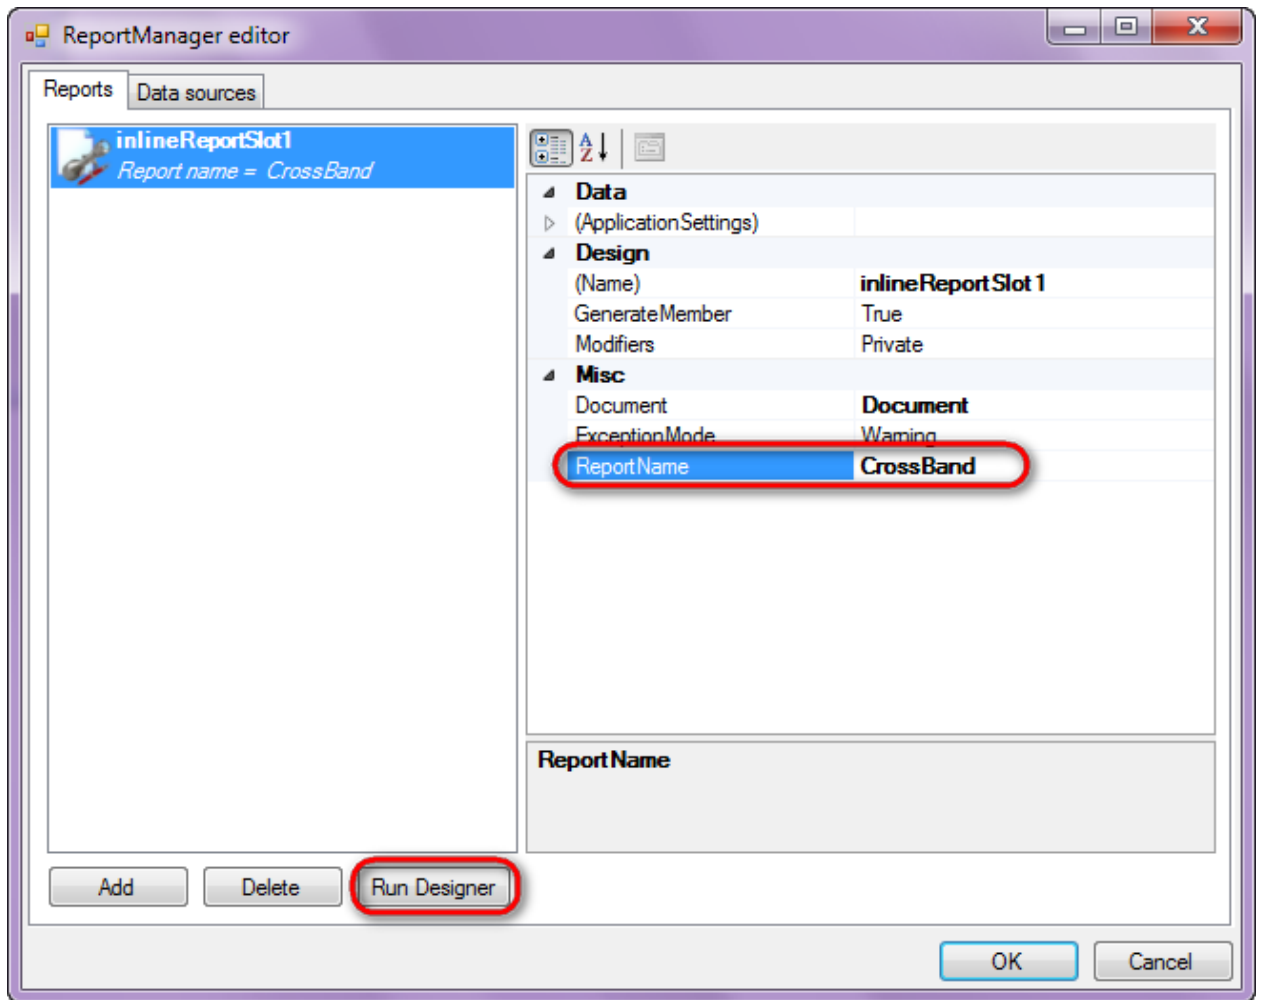 ReportManager editor
Reports
Data sources
inlineReportSlot1
Report name = CrossBand
Data
(ApplicationSettings)
Design
(Name) inlineReportSlot1
GenerateMember True
Modifiers Private
Misc
Document Document
ExceptionMode Warning
ReportName CrossBand
ReportName
Add Delete Run Designer
OK Cancel